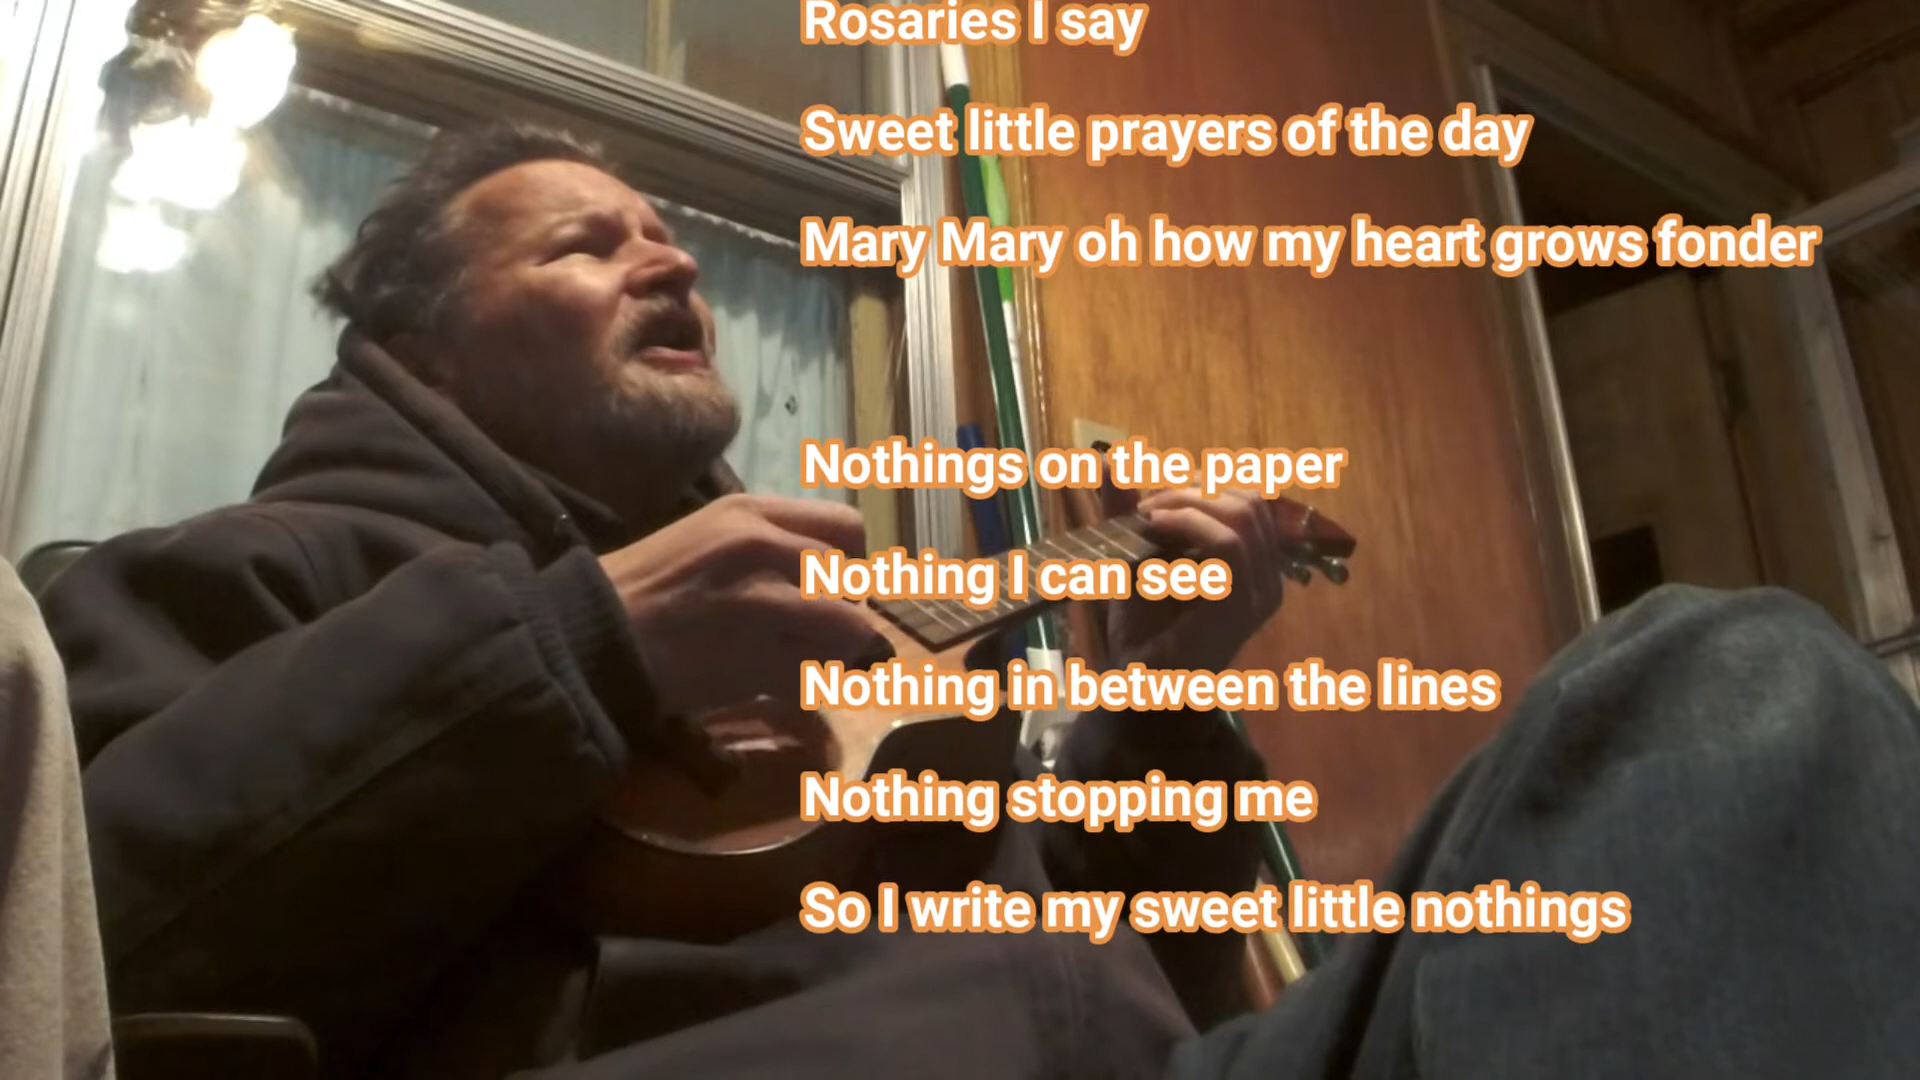 Rosaries I say
Sweet little prayers of the day
Mary Mary oh how my heart grows fonder
Nothings on the paper
Nothing I can see
Nothing in between the lines
Nothing stopping me
So I write my sweet little nothings